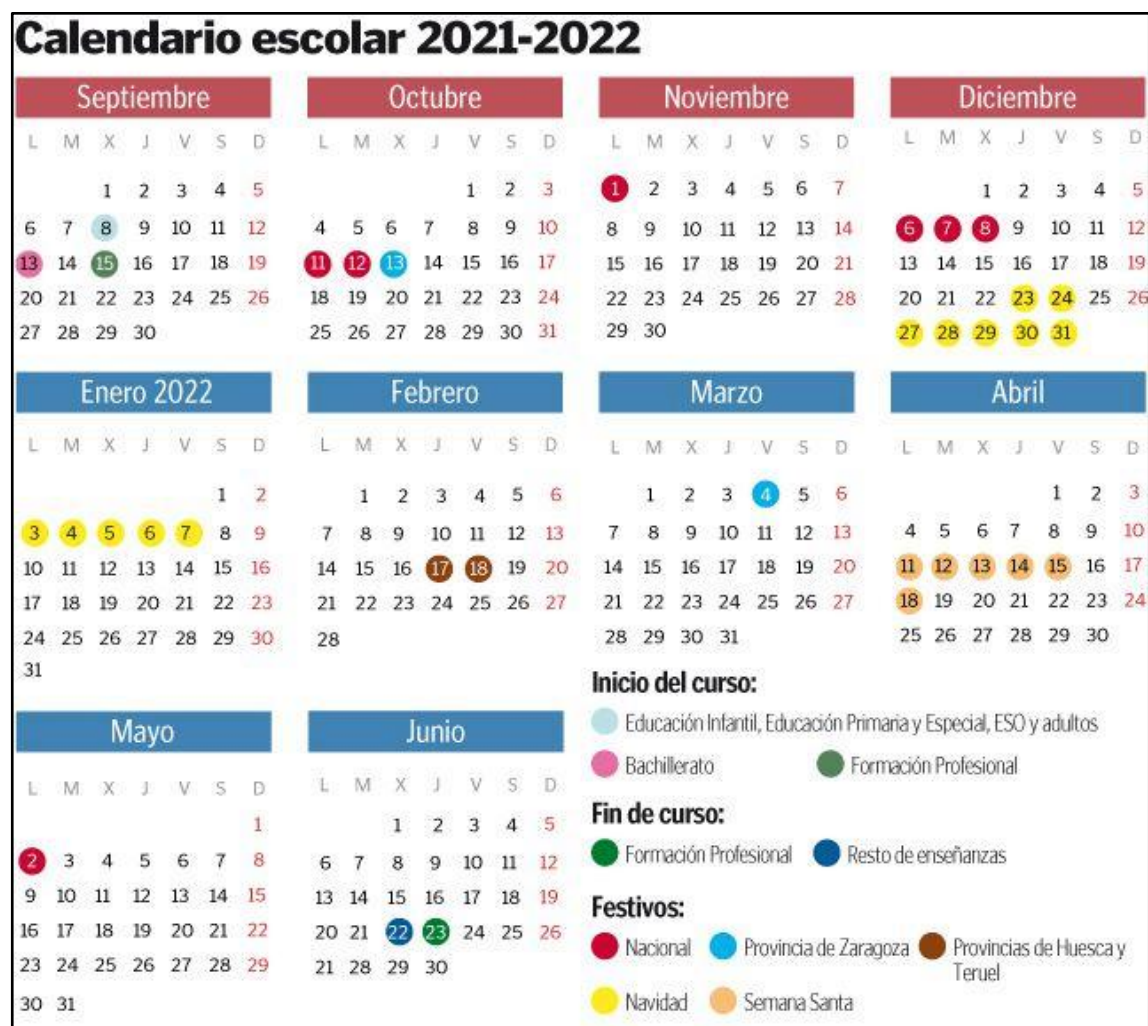 Calendario escolar 2021-2022
Septiembre
L M X J V S D
1 2 3 4 5
6 7 8 9 10 11 12
13 14 15 16 17 18 19
20 21 22 23 24 25 26
27 28 29 30
Octubre
L M X J V S D
1 2 3
4 5 6 7 8 9 10
11 12 13 14 15 16 17
18 19 20 21 22 23 24
25 26 27 28 29 30 31
Noviembre
L M X J V S D
1 2 3 4 5 6 7
8 9 10 11 12 13 14
15 16 17 18 19 20 21
22 23 24 25 26 27 28
29 30
Diciembre
L M X J V S D
1 2 3 4 5
6 7 8 9 10 11 12
13 14 15 16 17 18 19
20 21 22 23 24 25 26
27 28 29 30 31
Enero 2022
L M X J V S D
1 2
3 4 5 6 7 8 9
10 11 12 13 14 15 16
17 18 19 20 21 22 23
24 25 26 27 28 29 30
31
Febrero
L M X J V S D
1 2 3 4 5 6
7 8 9 10 11 12 13
14 15 16 17 18 19 20
21 22 23 24 25 26 27
28
Marzo
L M X J V S D
1 2 3 4 5 6
7 8 9 10 11 12 13
14 15 16 17 18 19 20
21 22 23 24 25 26 27
28 29 30 31
Abril
L M X J V S D
1 2 3
4 5 6 7 8 9 10
11 12 13 14 15 16 17
18 19 20 21 22 23 24
25 26 27 28 29 30
Mayo
L M X J V S D
1
2 3 4 5 6 7 8
9 10 11 12 13 14 15
16 17 18 19 20 21 22
23 24 25 26 27 28 29
30 31
Junio
L M X J V S D
1 2 3 4 5
6 7 8 9 10 11 12
13 14 15 16 17 18 19
20 21 22 23 24 25 26
21 28 29 30
Inicio del curso:
Educación Infantil, Educación Primaria y Especial, ESO y adultos
Bachillerato Formación Profesional
Fin de curso:
Formación Profesional Resto de enseñanzas
Festivos:
Nacional Provincia de Zaragoza Provincias de Huesca y
Teruel
Navidad Semana Santa